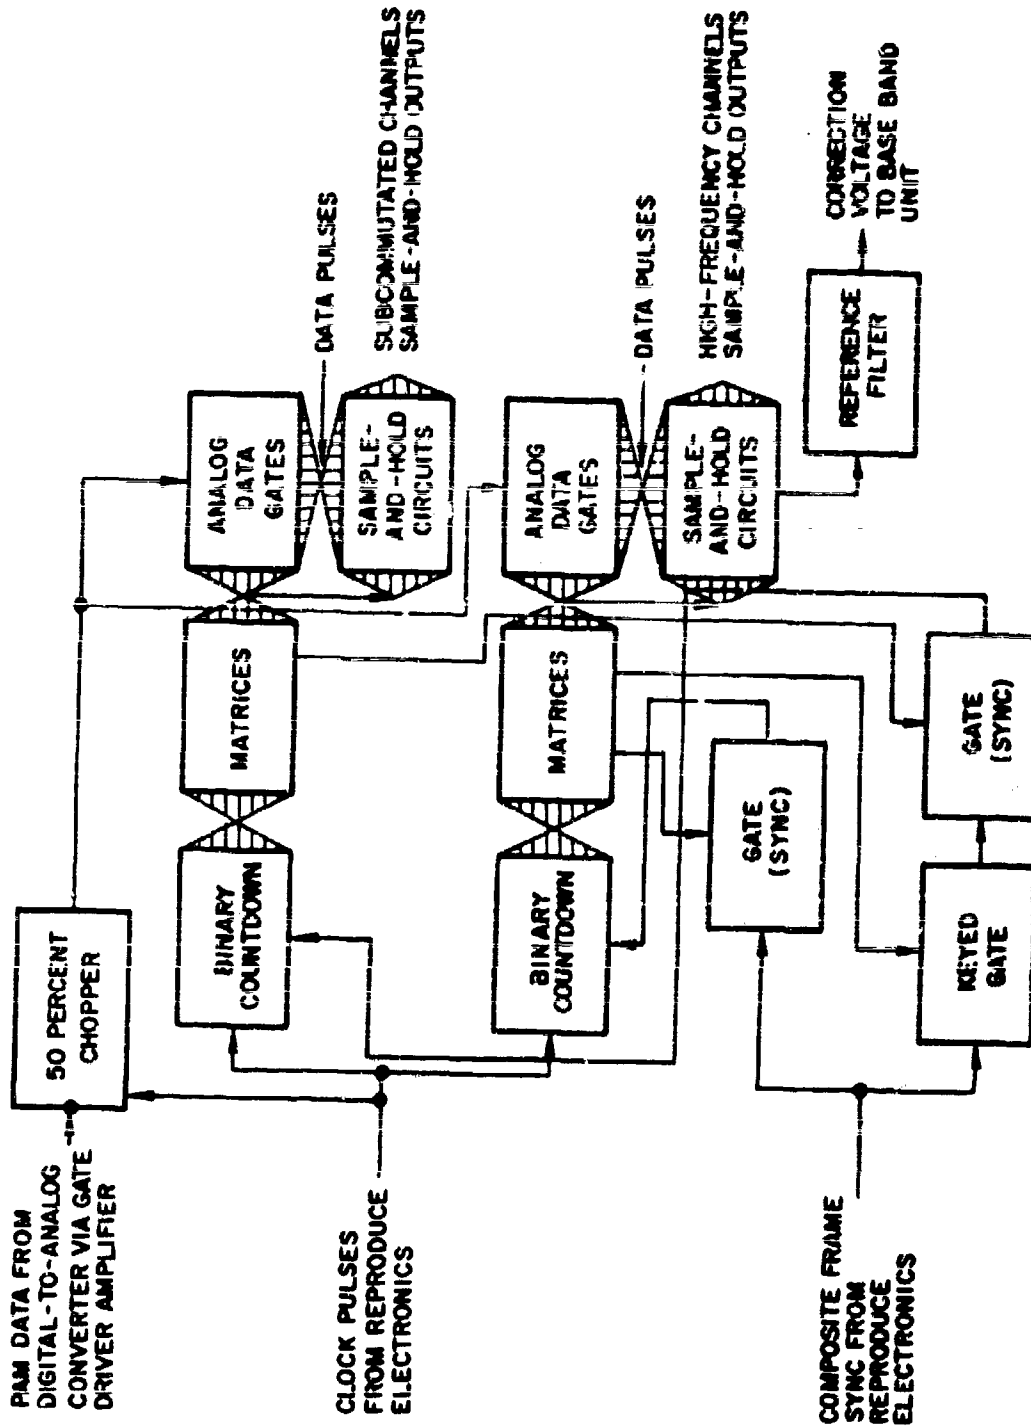 PAM DATA FROM
DIGITAL-TO-ANALOG
CONVERTER VIA GATE
DRIVER AMPLIFIER
50 PERCENT
CHOPPER
CLOCK PULSES
FROM REPRODUCE
ELECTRONICS
BINARY
COUNTDOWN
MATRICES
ANALOG
DATA
GATES
DATA PULSES
SAMPLE-
AND-HOLD
CIRCUITS
SUBCOMMUTATED CHANNELS
SAMPLE-AND-HOLD OUTPUTS
BINARY
COUNTDOWN
MATRICES
ANALOG
DATA
GATES
DATA PULSES
SAMPLE-
AND-HOLD
CIRCUITS
HIGH-FREQUENCY CHANNELS
SAMPLE-AND-HOLD OUTPUTS
GATE
(SYNC)
REFERENCE
FILTER
CORRECTION
VOLTAGE
TO BASE BAND
UNIT
COMPOSITE FRAME
SYNC FROM
REPRODUCE
ELECTRONICS
KEYED
GATE
GATE
(SYNC)